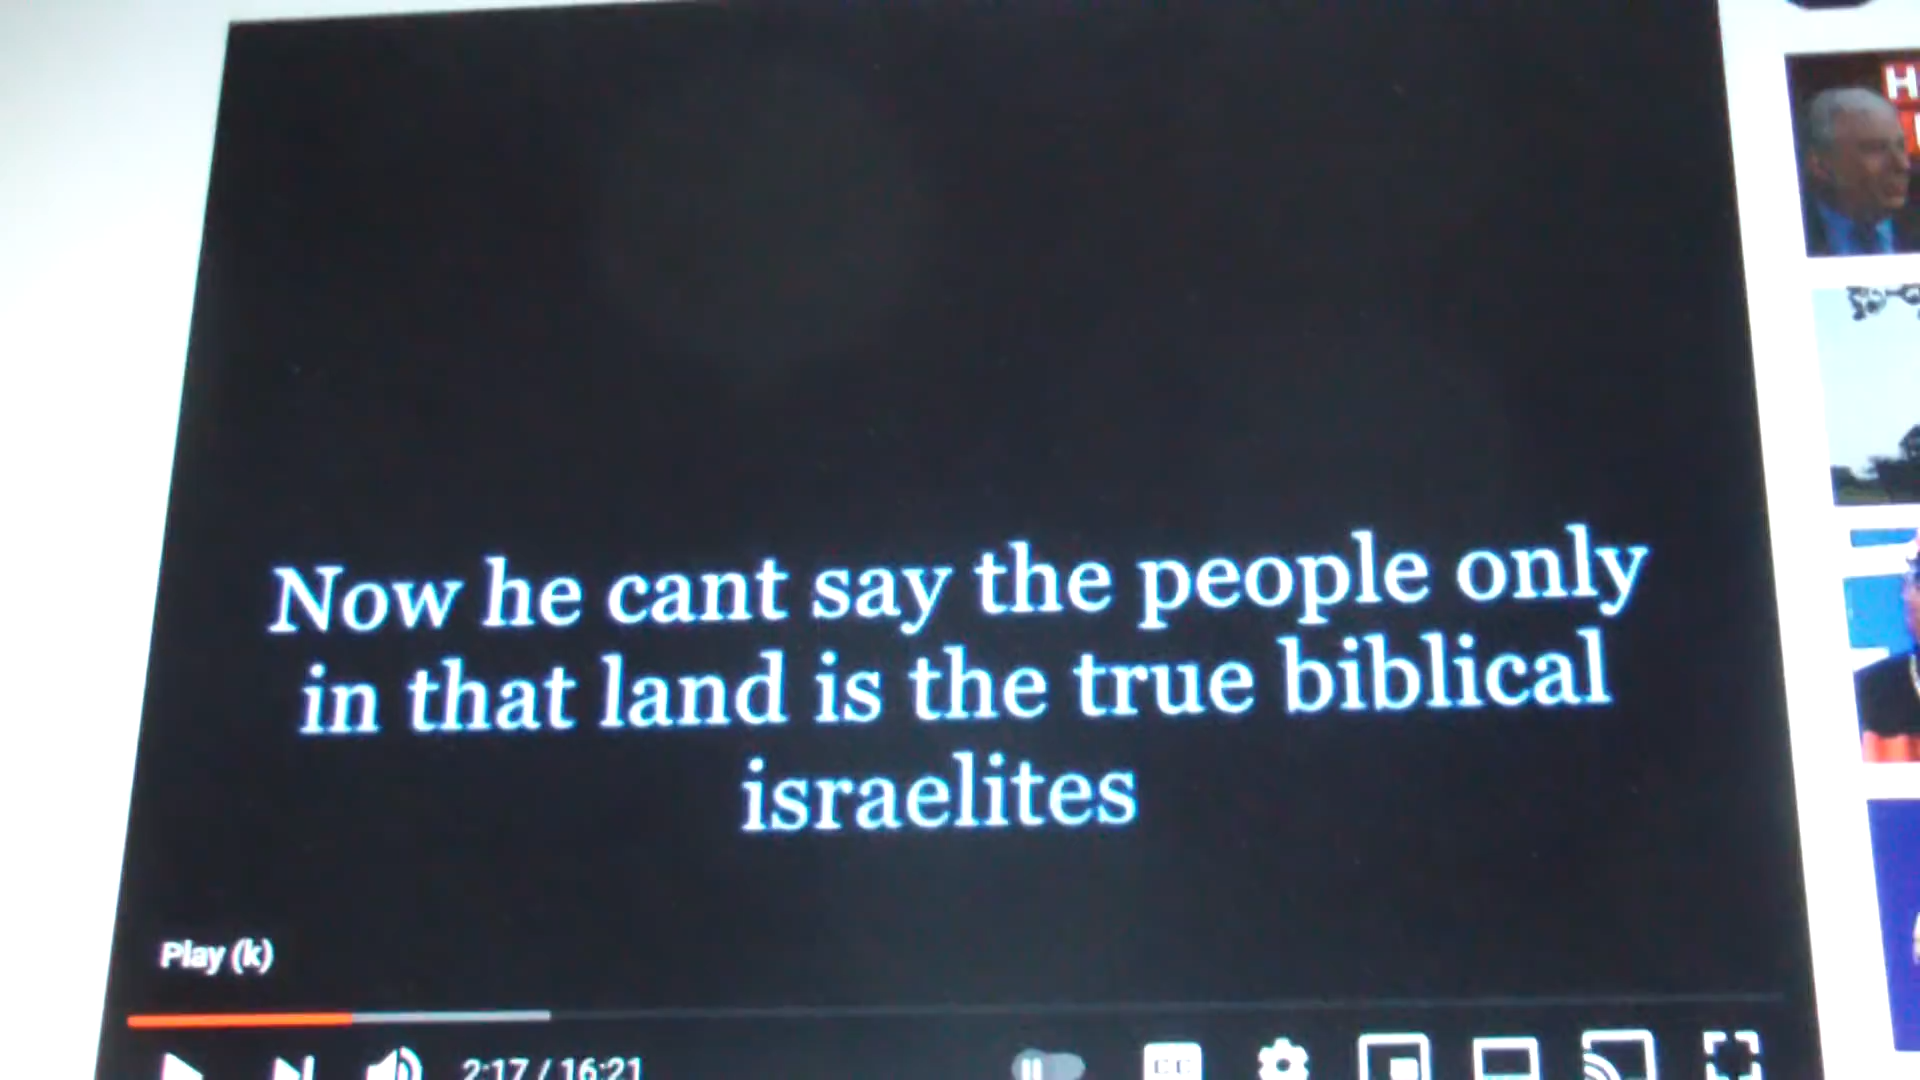 H
Now he cant say the people only
in that land is the true biblical
israelites
Play (k)
2:17 / 16:21
CC